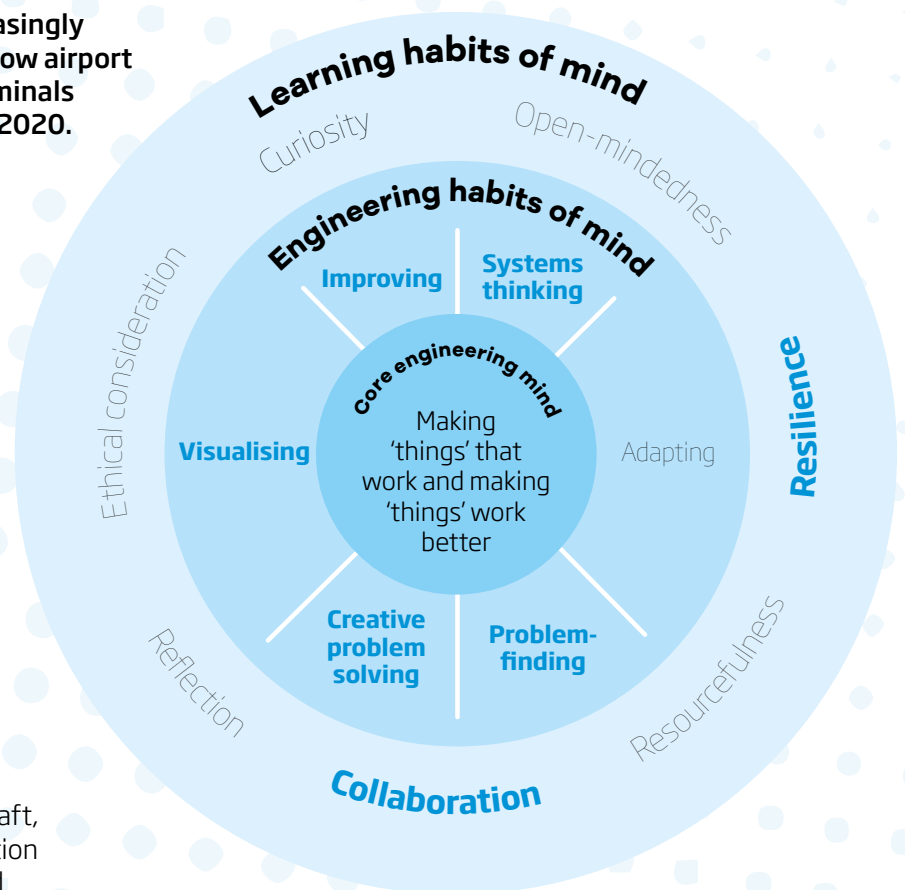 asingly
ow airport
minals
2020.
Learning habits of mind
Curiosity
Open-mindedness
Engineering habits of mind
Improving
Systems
thinking
Ethical consideration
Core engineering mind
Making
'things' that
work and making
'things' work
better
Visualising
Adapting
Resilience
Creative
problem
solving
Problem-
finding
Reflection
Resourcefulness
Collaboration
aft,
tion